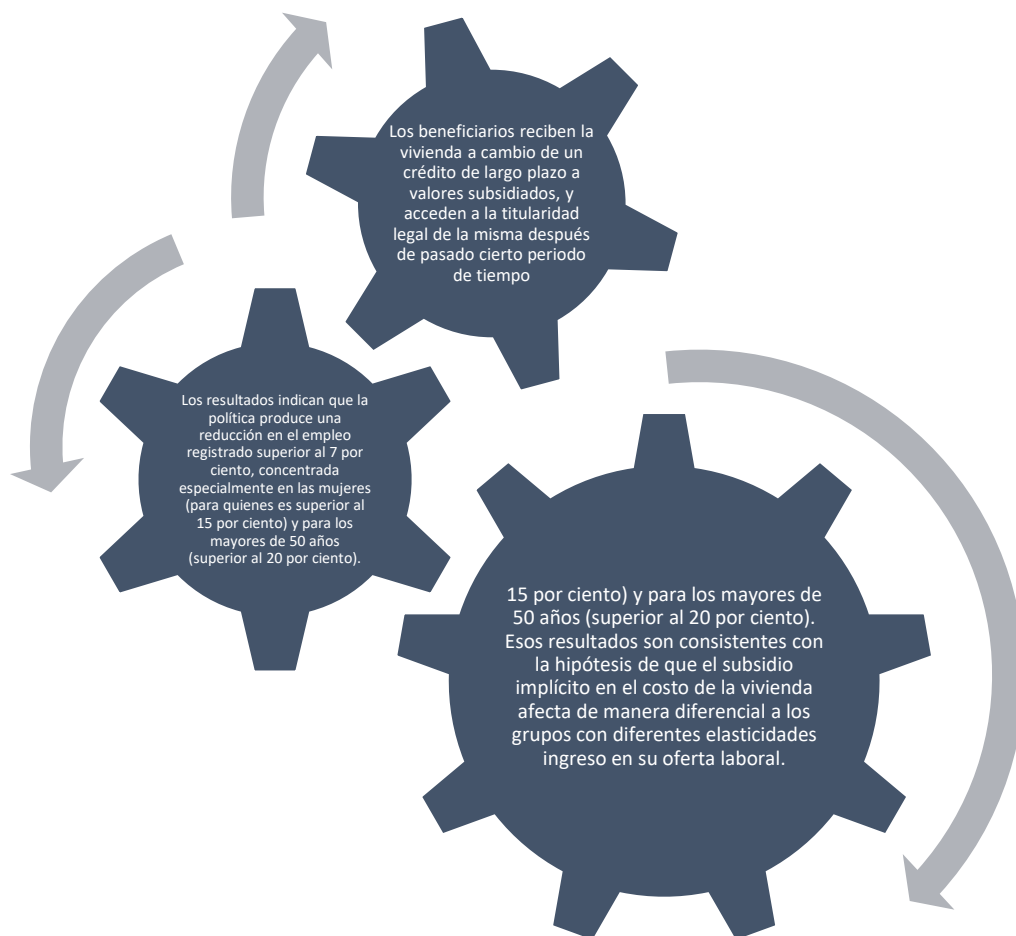 Los beneficiarios reciben la
vivienda a cambio de un
crédito de largo plazo a
valores subsidiados, y
acceden a la titularidad
legal de la misma después
de pasado cierto periodo
de tiempo
Los resultados indican que la
política produce una
reducción en el empleo
registrado superior al 7 por
ciento, concentrada
especialmente en las mujeres
(para quienes es superior al
15 por ciento) y para los
mayores de 50 años
(superior al 20 por ciento).
15 por ciento) y para los mayores de
50 años (superior al 20 por ciento).
Esos resultados son consistentes con
la hipótesis de que el subsidio
implícito en el costo de la vivienda
afecta de manera diferencial a los
grupos con diferentes elasticidades
ingreso en su oferta laboral.